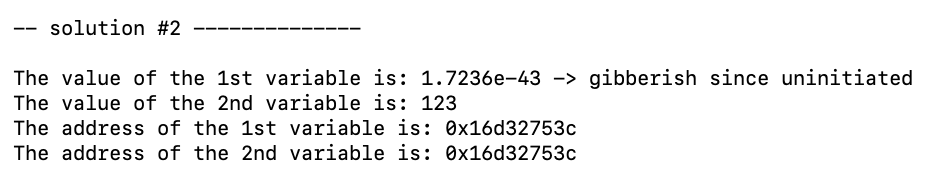 -- solution #2 --------------
The value of the 1st variable is: 1.7236e-43 -> gibberish since uninitiated
The value of the 2nd variable is: 123
The address of the 1st variable is: 0x16d32753c
The address of the 2nd variable is: 0x16d32753c